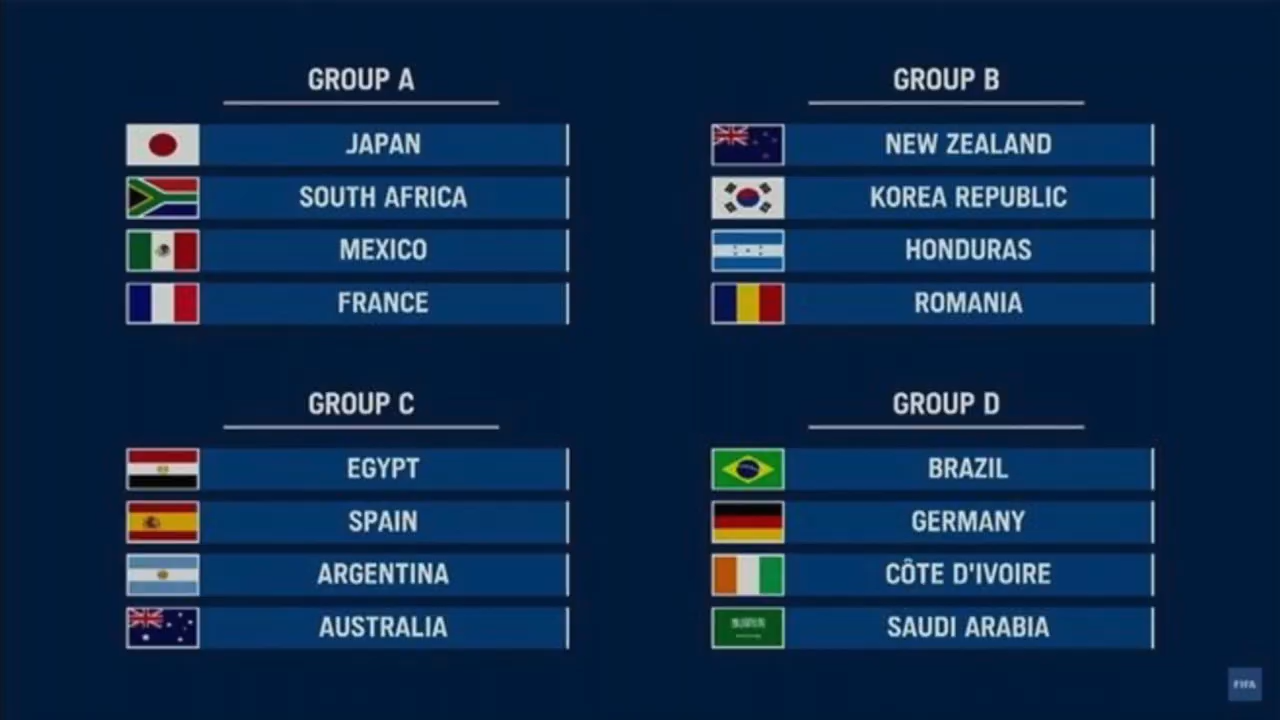 GROUP A
JAPAN
SOUTH AFRICA
MEXICO
FRANCE
GROUP B
NEW ZEALAND
KOREA REPUBLIC
HONDURAS
ROMANIA
GROUP C
EGYPT
SPAIN
ARGENTINA
AUSTRALIA
GROUP D
BRAZIL
GERMANY
CÔTE D'IVOIRE
SAUDI ARABIA
FIFA